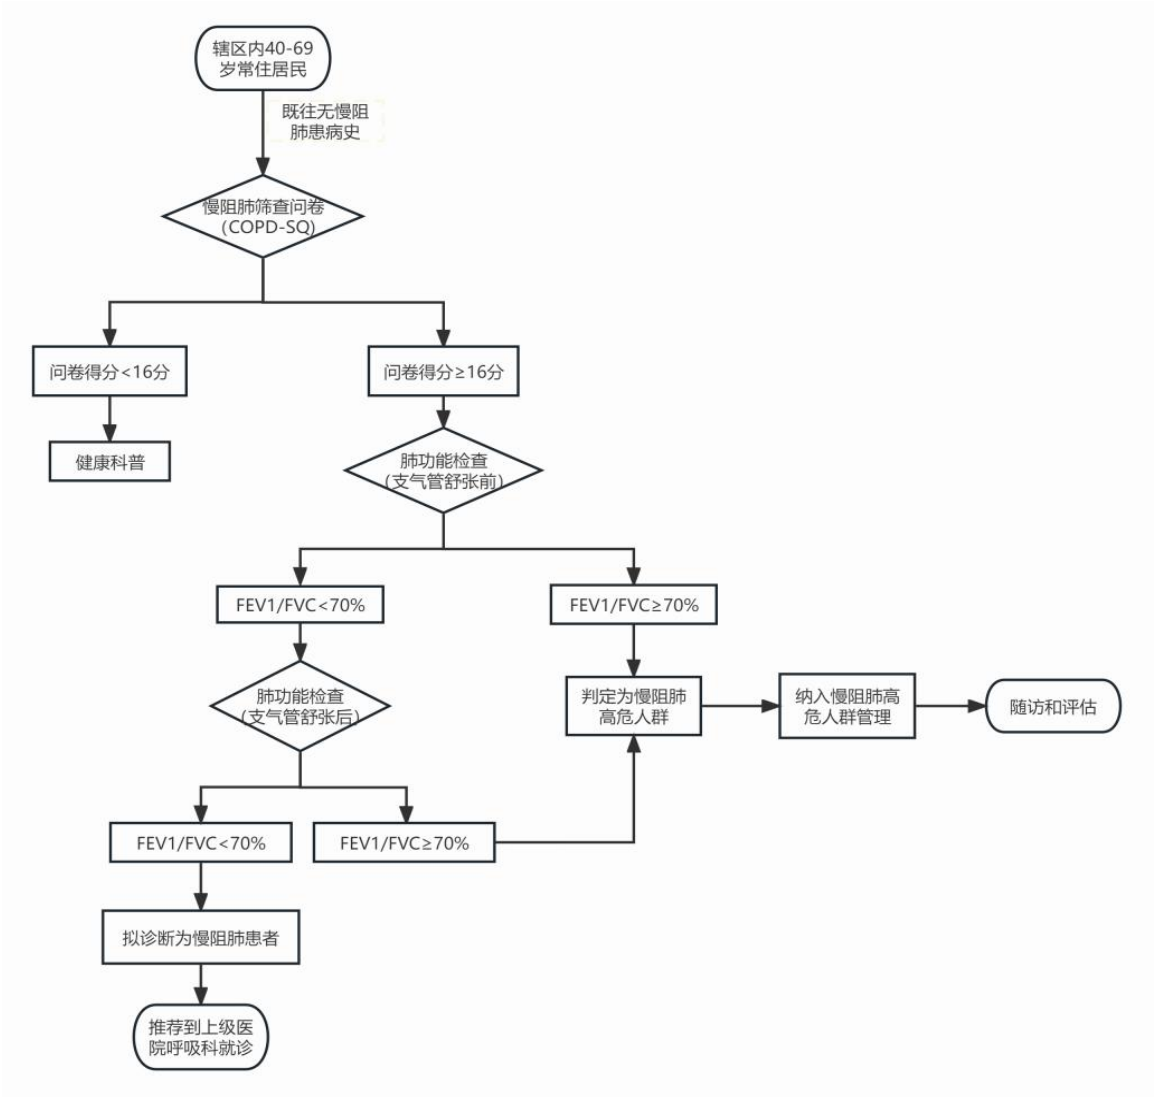 辖区内40-69
岁常住居民
既往无慢阻
肺患病史
慢阻肺筛查问卷
（COPD-SQ)
问卷得分<16分
问卷得分≥16分
健康科普
肺功能检查
（支气管舒张前）
FEV1/FVC<70%
FEV1/FVC≥70%
肺功能检查
（支气管舒张后）
判定为慢阻肺
高危人群
纳入慢阻肺高
危人群管理
随访和评估
FEV1/FVC<70%
FEV1/FVC≥70%
拟诊断为慢阻肺患者
推荐到上级医
院呼吸科就诊